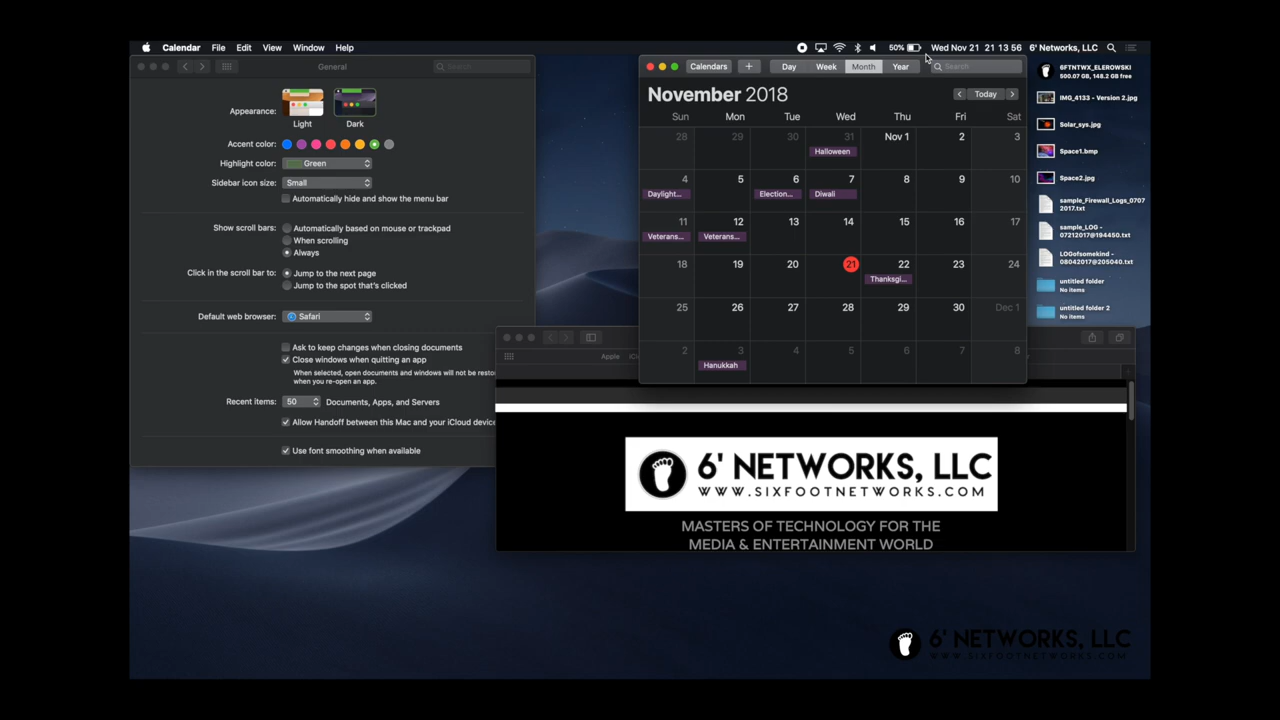 Calendar File Edit View Window Help
50% Wed Nov 21 21 13 56 6' Networks, LLC
General
Search
Appearance:
Light Dark
Accent color:
Highlight color: Green
Sidebar icon size: Small
Automatically hide and show the menu bar
Show scroll bars: Automatically based on mouse or trackpad
When scrolling
Always
Click in the scroll bar to: Jump to the next page
Jump to the spot that's clicked
Default web browser: Safari
Ask to keep changes when closing documents
Close windows when quitting an app
When selected, open documents and windows will not be resto
when you re-open an app.
Recent items: 50 Documents, Apps, and Servers
Allow Handoff between this Mac and your iCloud device
Use font smoothing when available
Calendars + Day Week Month Year Search
November 2018
Today
Sun Mon Tue Wed Thu Fri Sat
28 29 30 31 Nov 1 2 3
Halloween
4 5 6 7 8 9 10
Daylight... Election... Diwali
11 12 13 14 15 16 17
Veterans... Veterans...
18 19 20 21 22 23 24
Thanksgi...
25 26 27 28 29 30 Dec 1
2 3 4 5 6 7 8
Hanukkah
6FTNTWX_ELEROWSKI
500.07 GB, 148.2 GB free
IMG_4133 - Version 2.jpg
Solar_sys.jpg
Space1.bmp
Space2.jpg
sample_Firewall_Logs_0707
2017.txt
sample_LOG -
07212017@194450.txt
LOGofsomekind -
08042017@205040.txt
untitled folder
No items
untitled folder 2
No items
Apple
6' NETWORKS, LLC
WWW.SIXFOOTNETWORKS.COM
MASTERS OF TECHNOLOGY FOR THE
MEDIA & ENTERTAINMENT WORLD
6' NETWORKS, LLC
WWW.SIXFOOTNETWORKS.COM